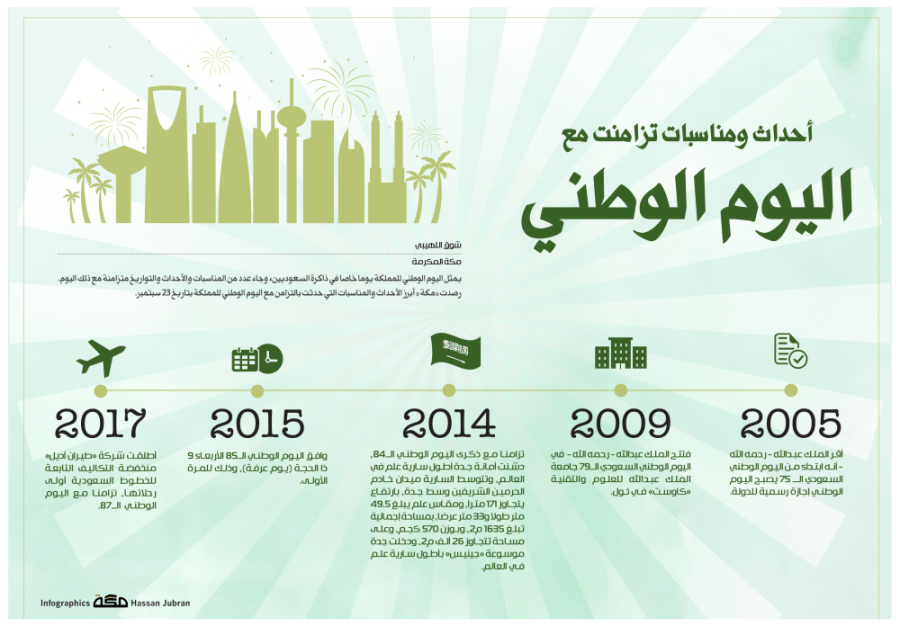 أحداث ومناسبات تزامنت مع
اليوم الوطني
شوق اللهيبي
مكة المكرمة
يمثل اليوم الوطني للمملكة يوما خاصا في ذاكرة السعوديين، وجاء عدد من المناسبات والأحداث والتواريخ متزامنة مع ذلك اليوم.
رصدت «مكة» أبرز الأحداث والمناسبات التي حدثت بالتزامن مع اليوم الوطني للمملكة بتاريخ 23 سبتمبر.
2005
أقر الملك عبدالله - رحمه الله
- أنه ابتداء من اليوم الوطني
السعودي الـ 75 يصبح اليوم
الوطني إجازة رسمية للدولة.
2009
فتتح الملك عبدالله - رحمه الله - في
اليوم الوطني السعودي الـ79 جامعة
الملك عبدالله للعلوم والتقنية
«كاوست» في ثول.
2014
تزامنا مع ذكرى اليوم الوطني الـ84،
دشنت أمانة جدة أطول سارية علم في
العالم، وتتوسط السارية ميدان خادم
الحرمين الشريفين وسط جدة، بارتفاع
يتجاوز 171 مترا، ومقاس علم يبلغ 49.5
متر طولا و33 متر عرضا، بمساحة إجمالية
تبلغ 1635 م2، وبوزن 570 كجم، وعلى
مساحة تتجاوز 26 ألف م2، ودخلت جدة
موسوعة «جينيس» بأطول سارية علم
في العالم.
2015
وافق اليوم الوطني الـ85 الأربعاء 9
ذا الحجة (يوم عرفة)، وذلك للمرة
الأولى.
2017
أطلقت شركة «طيران أديل»
منخفضة التكاليف التابعة
للخطوط السعودية أولى
رحلاتها، تزامنا مع اليوم
الوطني الـ87.
Infographics مكة Hassan Jubran